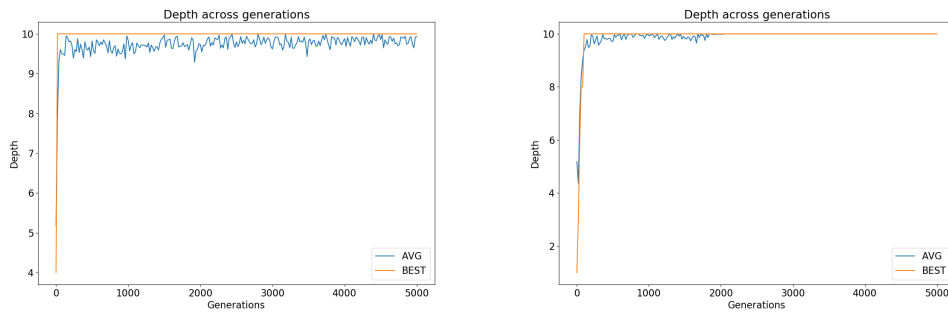 Depth across generations
10
9
8
7
6
5
4
Depth
0 1000 2000 3000 4000 5000
Generations
AVG
BEST
Depth across generations
10
8
6
4
2
Depth
0 1000 2000 3000 4000 5000
Generations
AVG
BEST